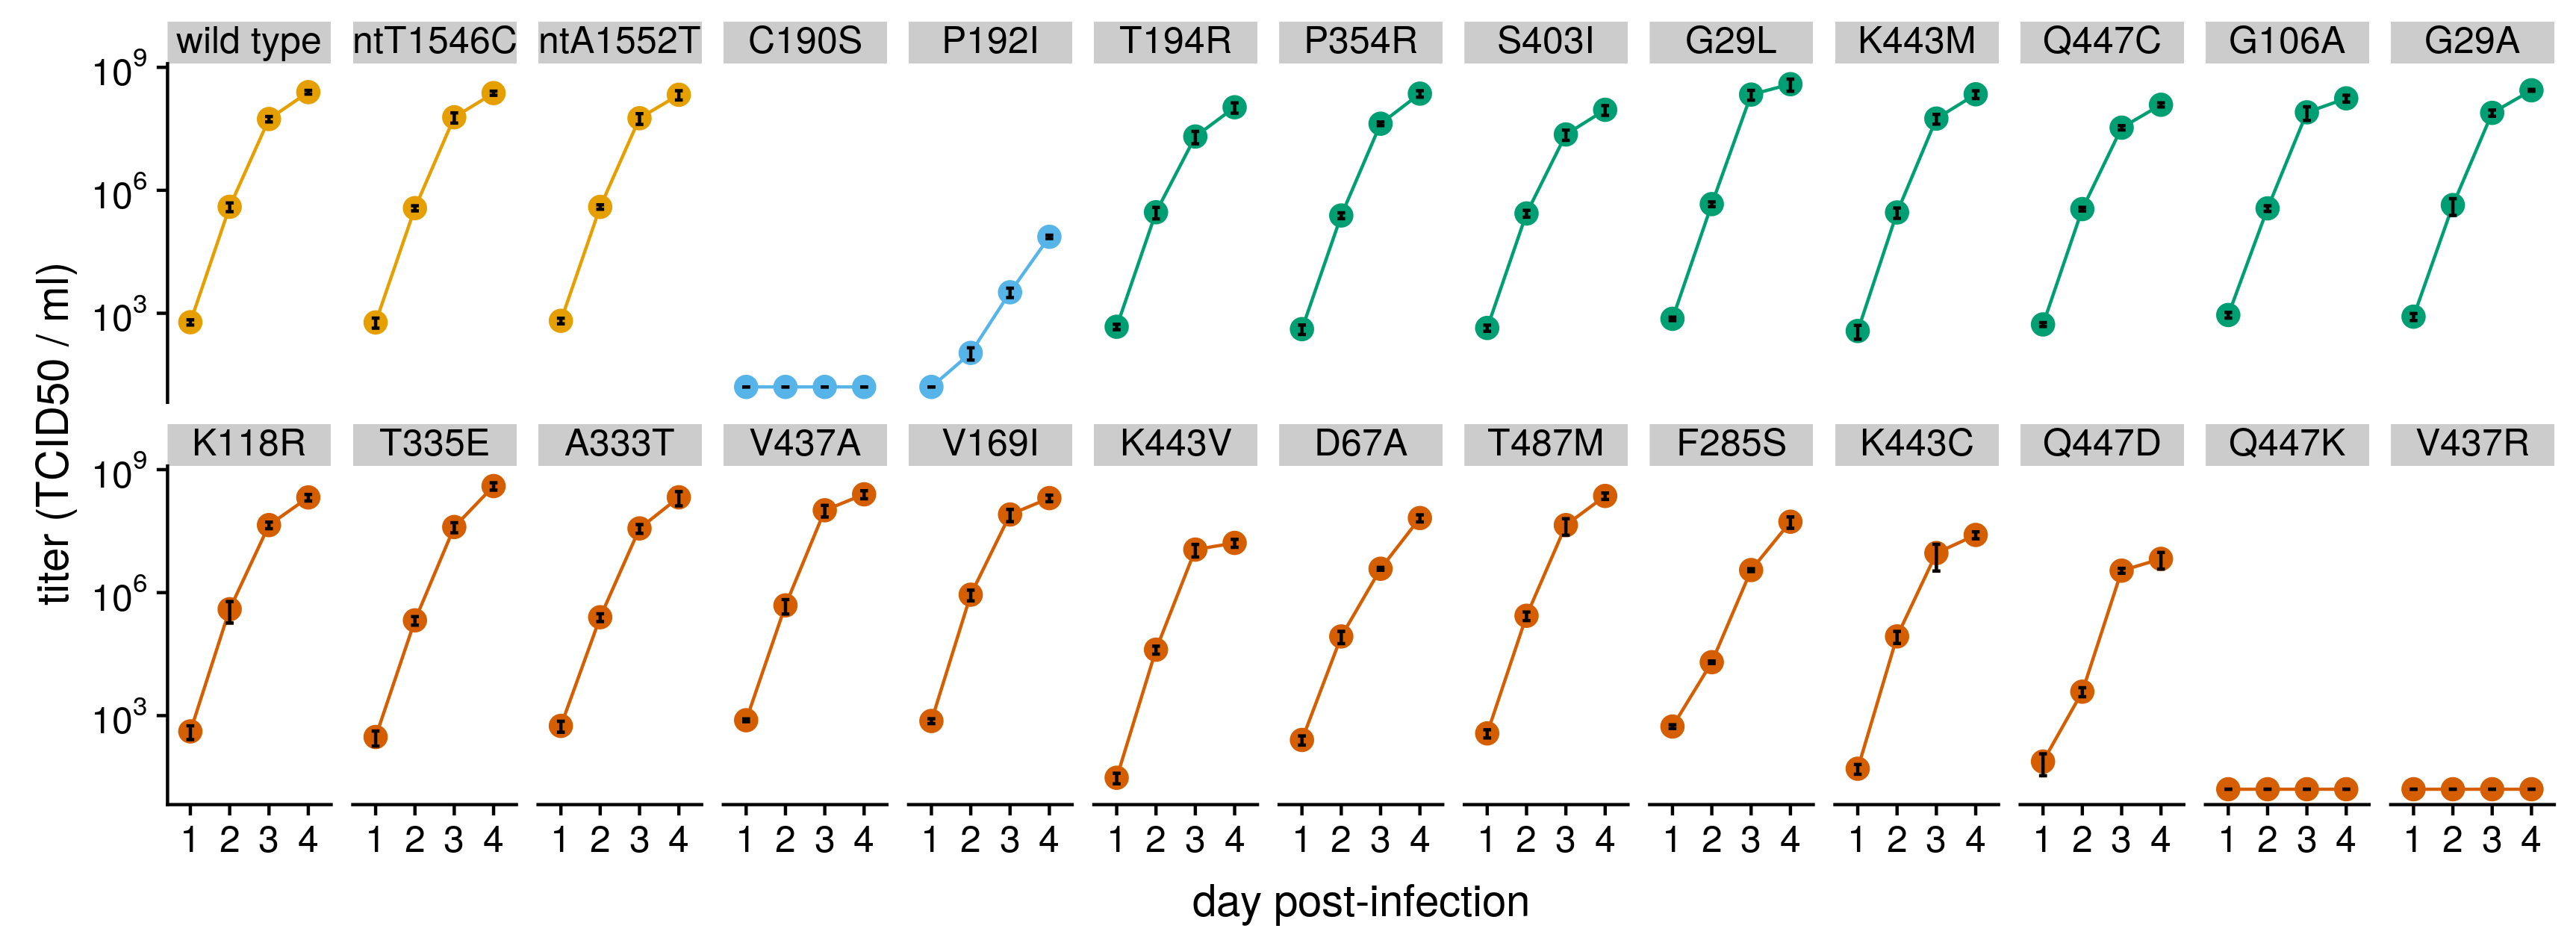 wild type ntT1546C ntA1552T C190S P192I T194R P354R S403I G29L K443M Q447C G106A G29A
10⁹
10⁶
10³
K118R T335E A333T V437A V169I K443V D67A T487M F285S K443C Q447D Q447K V437R
10⁹
10⁶
10³
titer (TCID50 / ml)
1 2 3 4 1 2 3 4 1 2 3 4 1 2 3 4 1 2 3 4 1 2 3 4 1 2 3 4 1 2 3 4 1 2 3 4 1 2 3 4 1 2 3 4 1 2 3 4 1 2 3 4
day post-infection